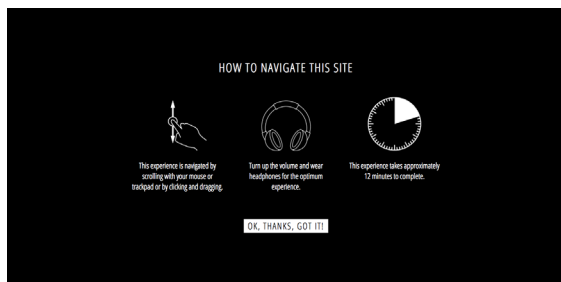 HOW TO NAVIGATE THIS SITE
This experience is navigated by
scrolling with your mouse or
trackpad or by clicking and dragging.
Turn up the volume and wear
headphones for the optimum
experience.
This experience takes approximately
12 minutes to complete.
OK, THANKS, GOT IT!